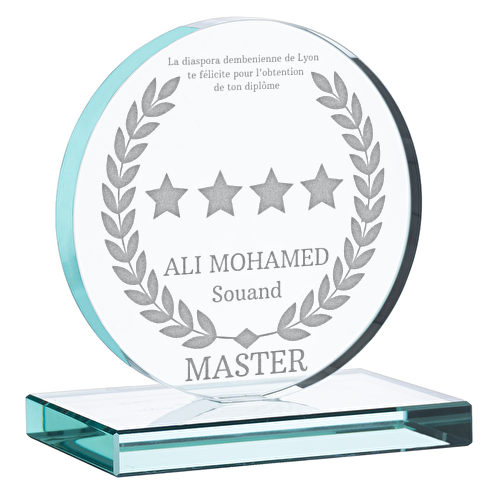 La diaspora dembenienne de Lyon
te félicite pour l'obtention
de ton diplôme
ALI MOHAMED
Souand
MASTER